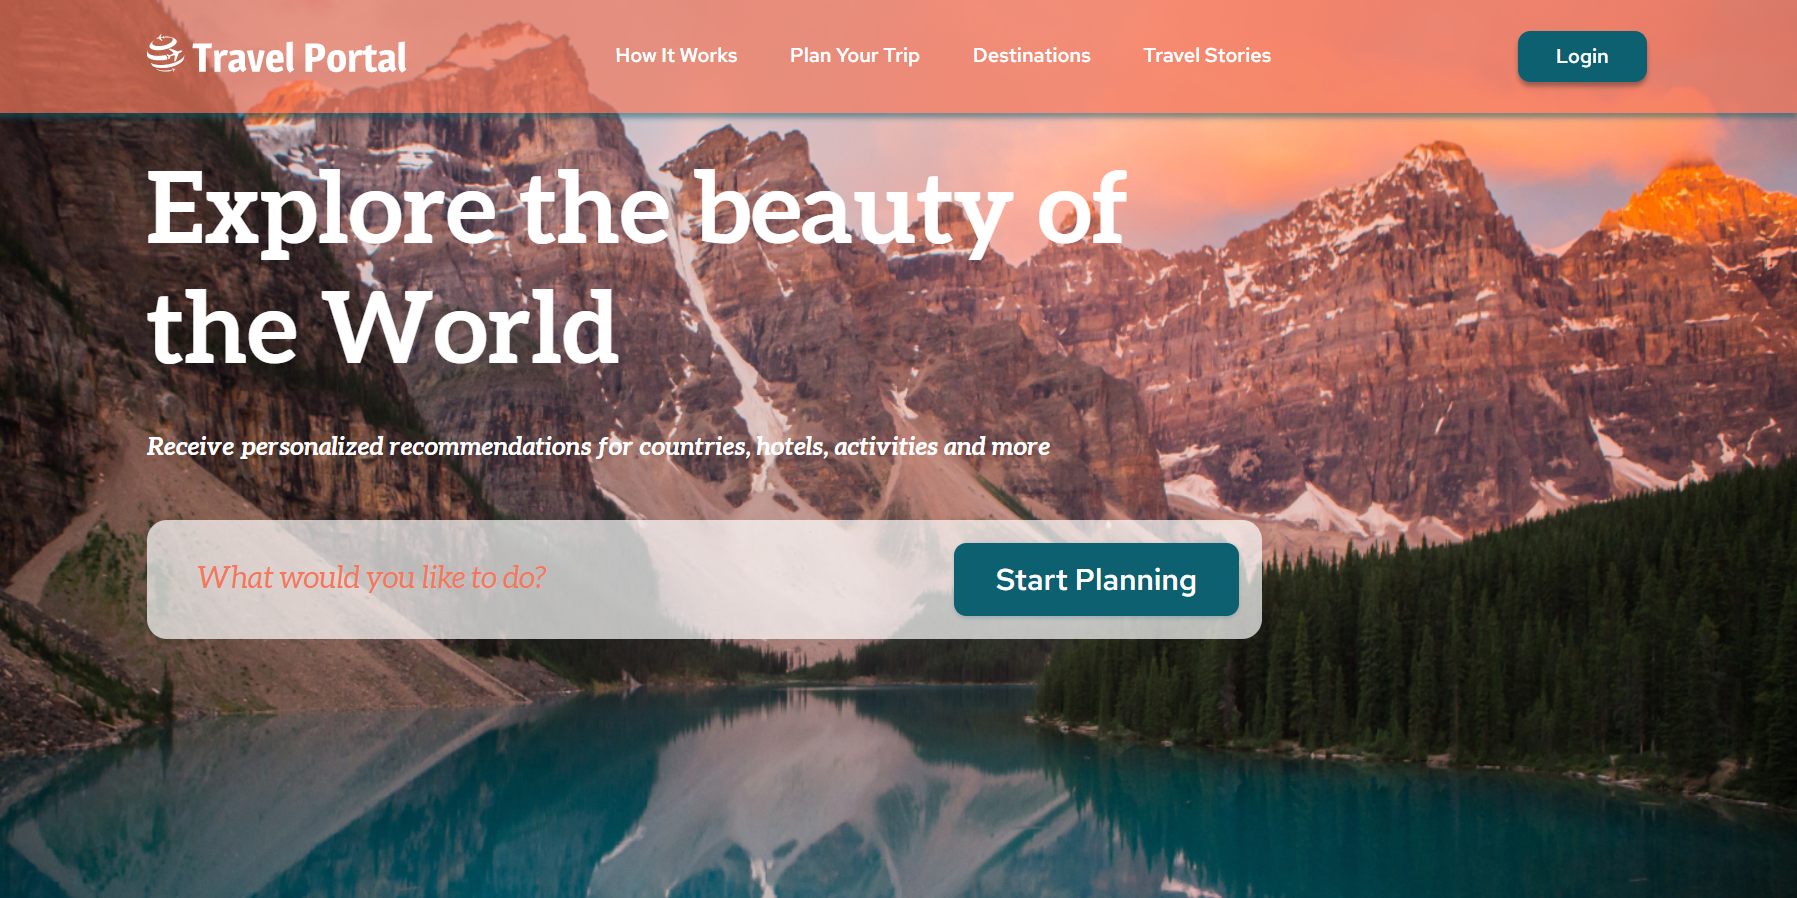 Travel Portal
How It Works
Plan Your Trip
Destinations
Travel Stories
Login
Explore the beauty of
the World
Receive personalized recommendations for countries, hotels, activities and more
What would you like to do?
Start Planning